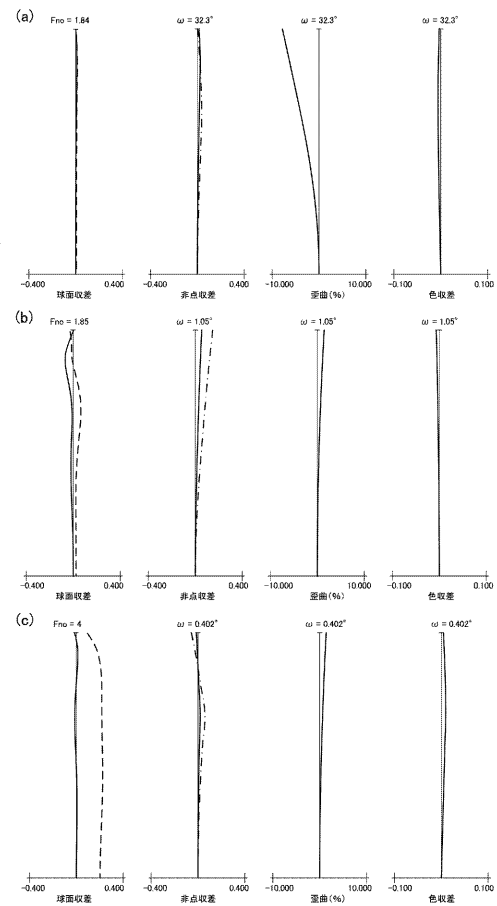 (a)
Fno = 1.84 ω = 32.3° ω = 32.3° ω = 32.3°
-0.400 0.400 -0.400 0.400 -10.000 10.000 -0.100 0.100
球面収差 非点収差 歪曲(%) 色収差
(b)
Fno = 1.85 ω = 1.05° ω = 1.05° ω = 1.05°
-0.400 0.400 -0.400 0.400 -10.000 10.000 -0.100 0.100
球面収差 非点収差 歪曲(%) 色収差
(c)
Fno = 4 ω = 0.402° ω = 0.402° ω = 0.402°
-0.400 0.400 -0.400 0.400 -10.000 10.000 -0.100 0.100
球面収差 非点収差 歪曲(%) 色収差